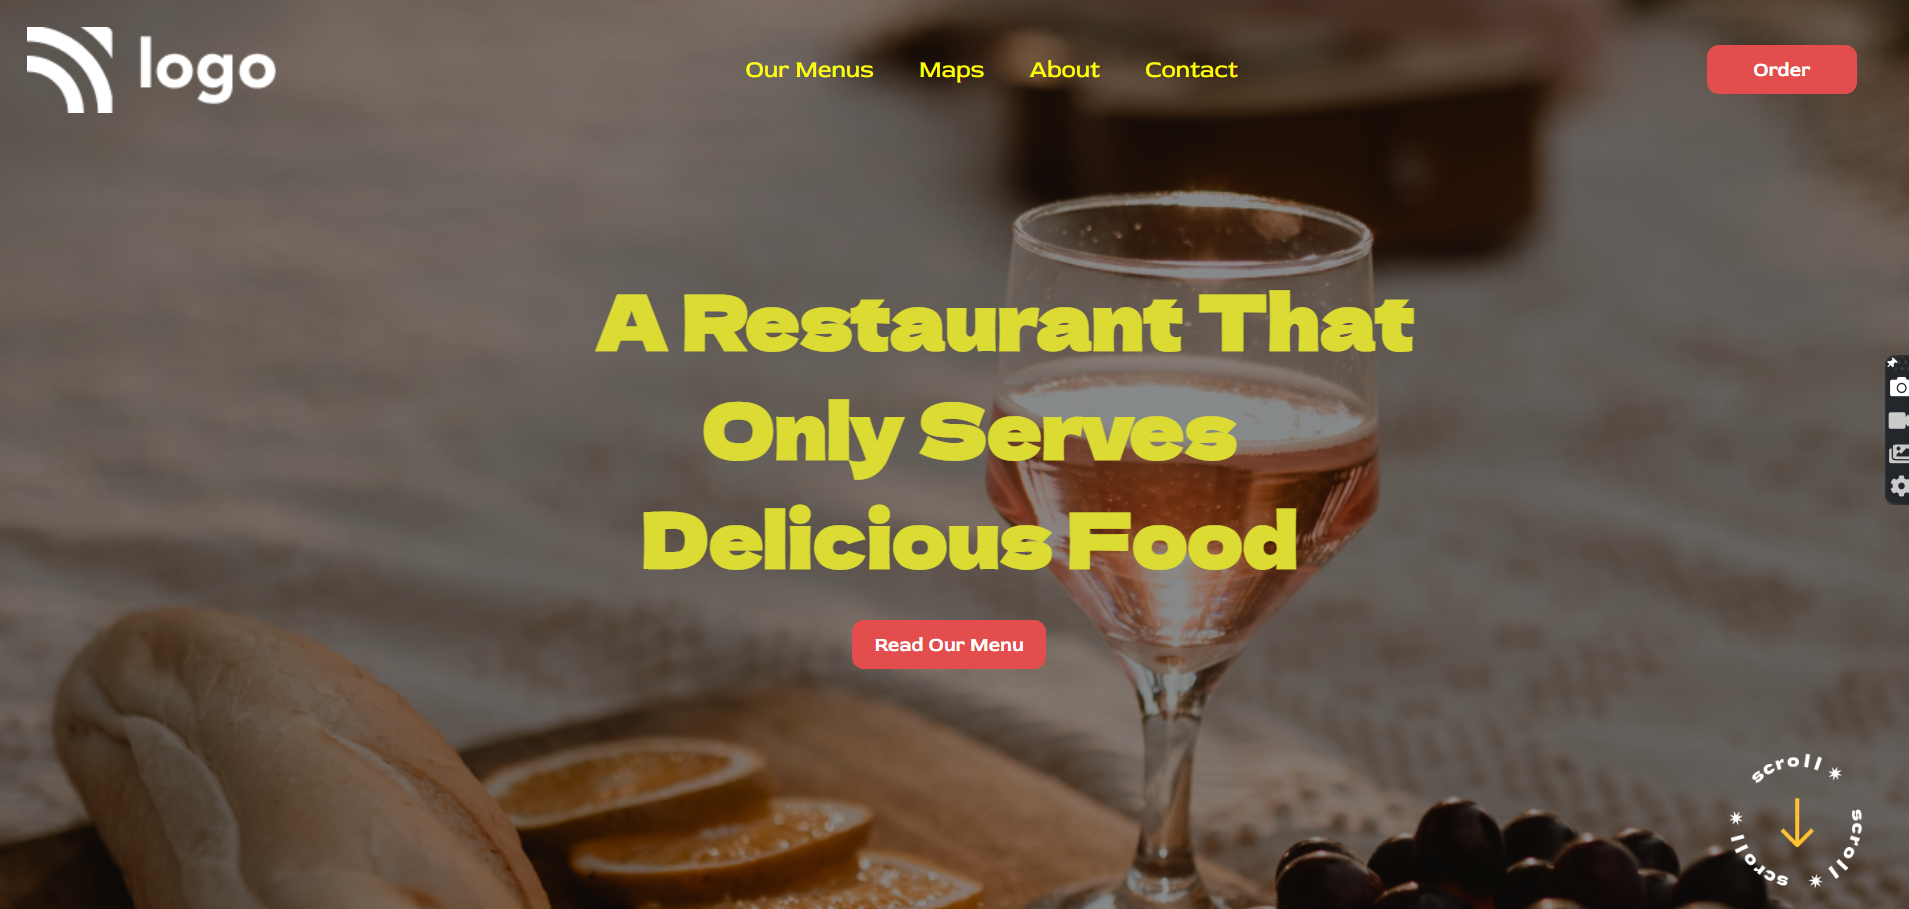 logo
Our Menus Maps About Contact
Order
A Restaurant That
Only Serves
Delicious Food
Read Our Menu
scroll ✷ scroll ✷ scroll ✷